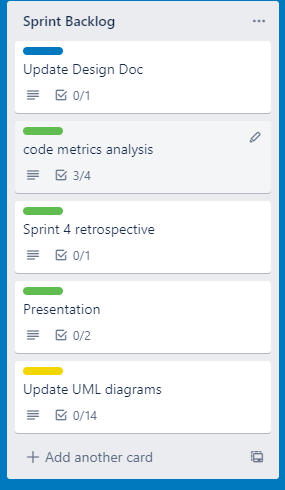 Sprint Backlog
Update Design Doc
0/1
code metrics analysis
3/4
Sprint 4 retrospective
0/1
Presentation
0/2
Update UML diagrams
0/14
Add another card